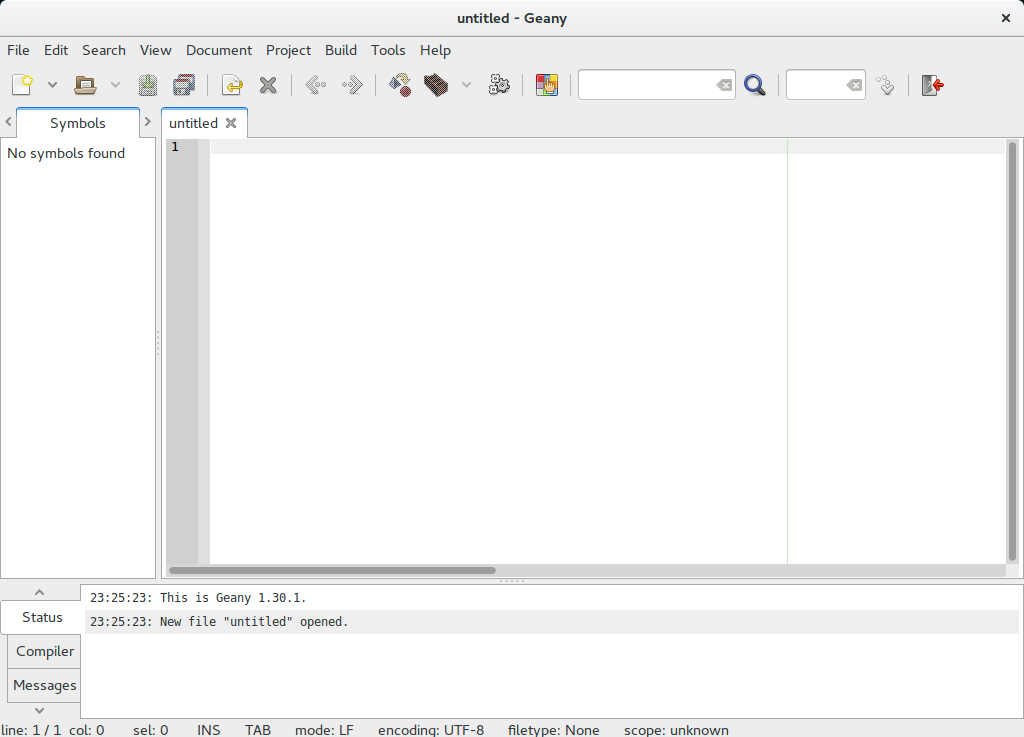 untitled - Geany
File Edit Search View Document Project Build Tools Help
Symbols
untitled
No symbols found
1
23:25:23: This is Geany 1.30.1.
Status
23:25:23: New file "untitled" opened.
Compiler
Messages
line: 1 / 1 col: 0 sel: 0 INS TAB mode: LF encoding: UTF-8 filetype: None scope: unknown